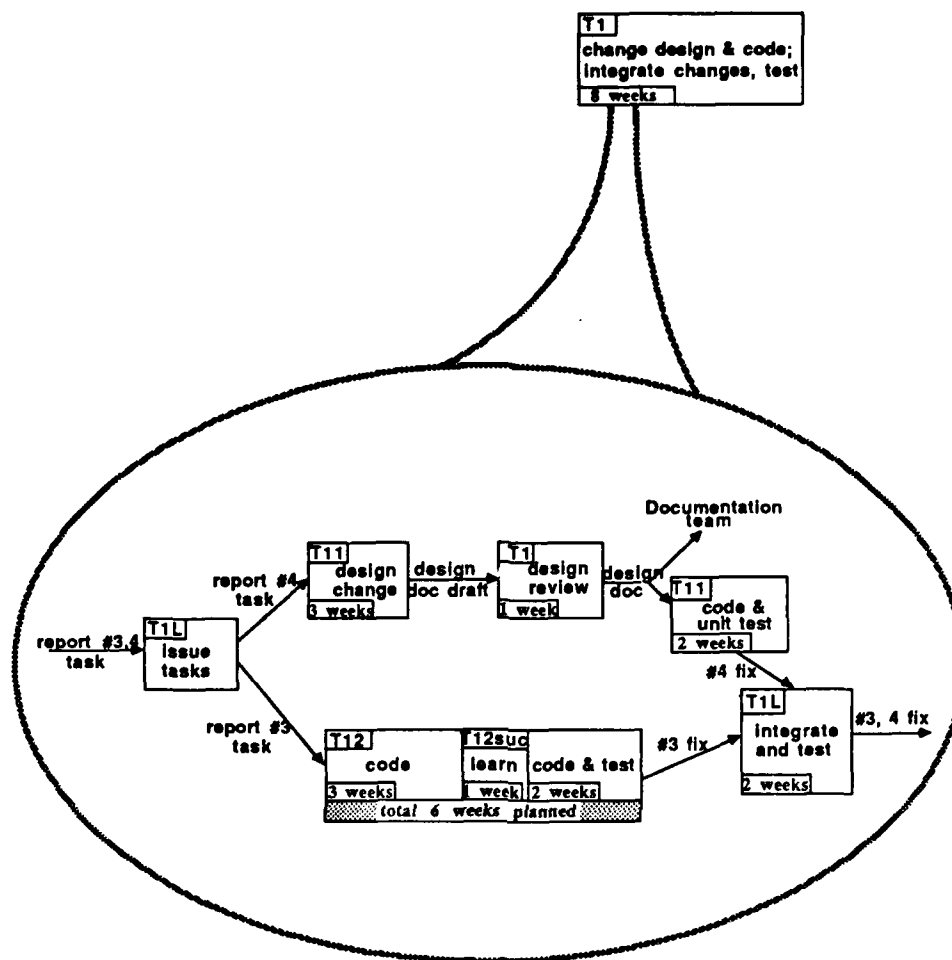 T1
change design & code;
integrate changes, test
8 weeks
Documentation
team
T11
design
change
3 weeks
report #4
task
design
doc draft
T1
design
review
1 week
design
doc
T11
code &
unit test
2 weeks
report #3,4
task
T1L
issue
tasks
#4 fix
report #3
task
T12
code
3 weeks
T12suc
learn
1 week
code & test
2 weeks
total 6 weeks planned
#3 fix
T1L
integrate
and test
2 weeks
#3, 4 fix